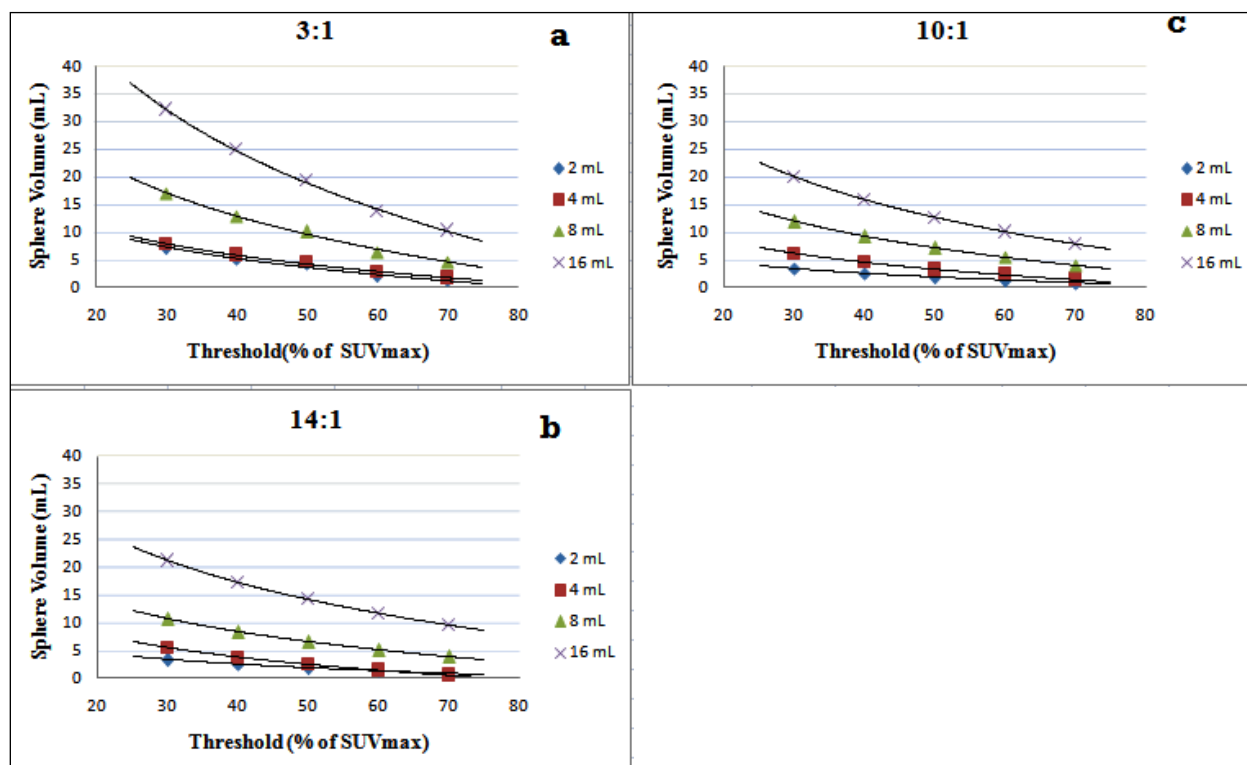 3:1
a
40
35
30
25
20
15
10
5
0
20 30 40 50 60 70 80
Sphere Volume (mL)
Threshold(% of SUVmax)
2 mL
4 mL
8 mL
16 mL
10:1
c
40
35
30
25
20
15
10
5
0
20 30 40 50 60 70 80
Sphere Volume (mL)
Threshold (% of SUVmax)
2 mL
4 mL
8 mL
16 mL
14:1
b
40
35
30
25
20
15
10
5
0
20 30 40 50 60 70 80
Sphere Volume (mL)
Threshold (% of SUVmax)
2 mL
4 mL
8 mL
16 mL